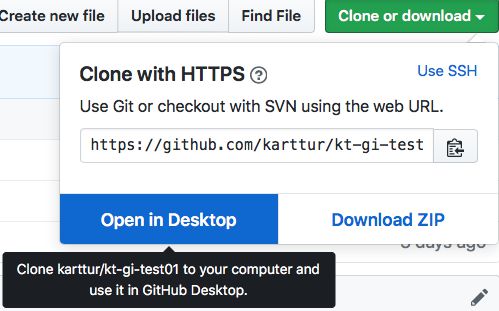 Create new file Upload files Find File Clone or download
Clone with HTTPS ? Use SSH
Use Git or checkout with SVN using the web URL.
https://github.com/karttur/kt-gi-test
Open in Desktop Download ZIP
days ago
Clone karttur/kt-gi-test01 to your computer and
use it in GitHub Desktop.